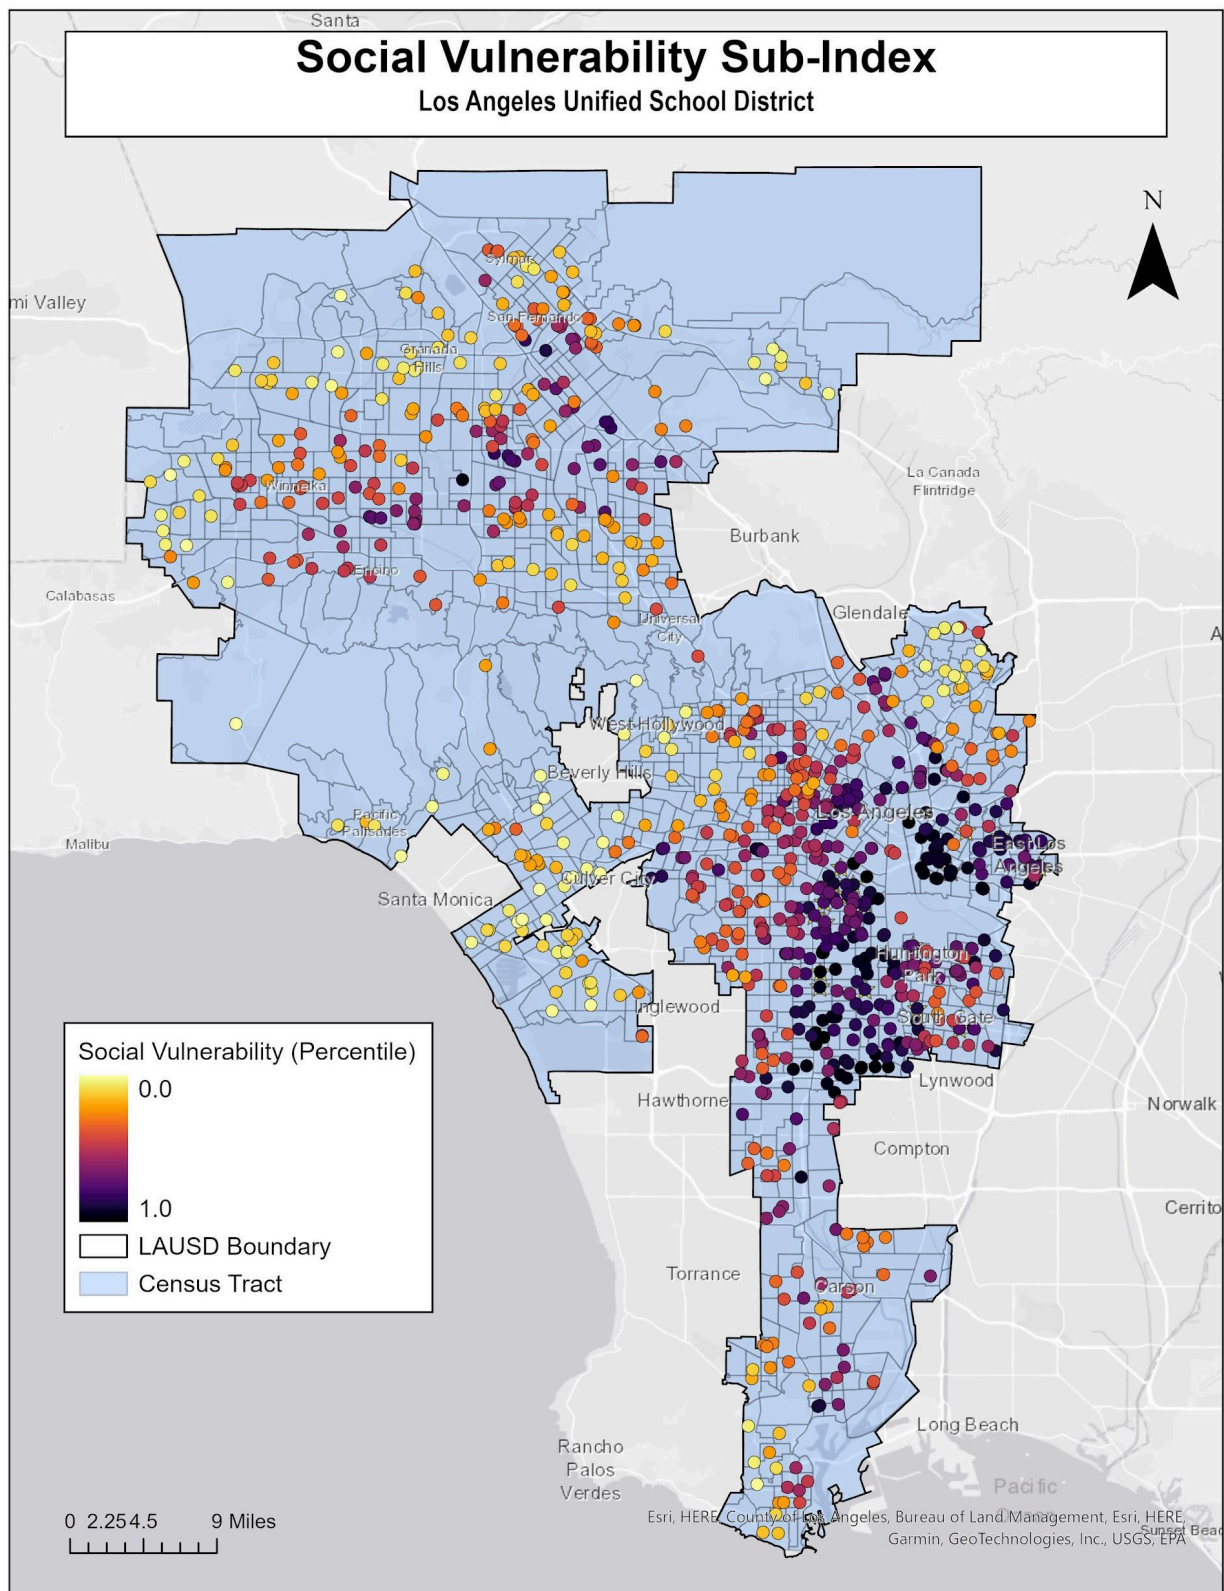 Santa
Social Vulnerability Sub-Index
Los Angeles Unified School District
N
Sylmar
mi Valley
San Fernando
Granada
Hills
La Canada
Flintridge
Winnetka
Burbank
Encino
Calabasas
Glendale
Universal
City
A
West Hollywood
Beverly Hills
Pacific
Palisades
Los Angeles
Malibu
East Los
Angeles
Culver City
Santa Monica
Huntington
Park
Inglewood
South Gate
Social Vulnerability (Percentile)
0.0
1.0
LAUSD Boundary
Census Tract
Lynwood
Hawthorne
Norwalk
Compton
Cerrito
Torrance
Carson
Long Beach
Rancho
Palos
Verdes
Pacific
0 2.25 4.5 9 Miles
Esri, HERE, County of Los Angeles, Bureau of Land Management, Esri, HERE,
Garmin, GeoTechnologies, Inc., USGS, EPA
Sunset Beac